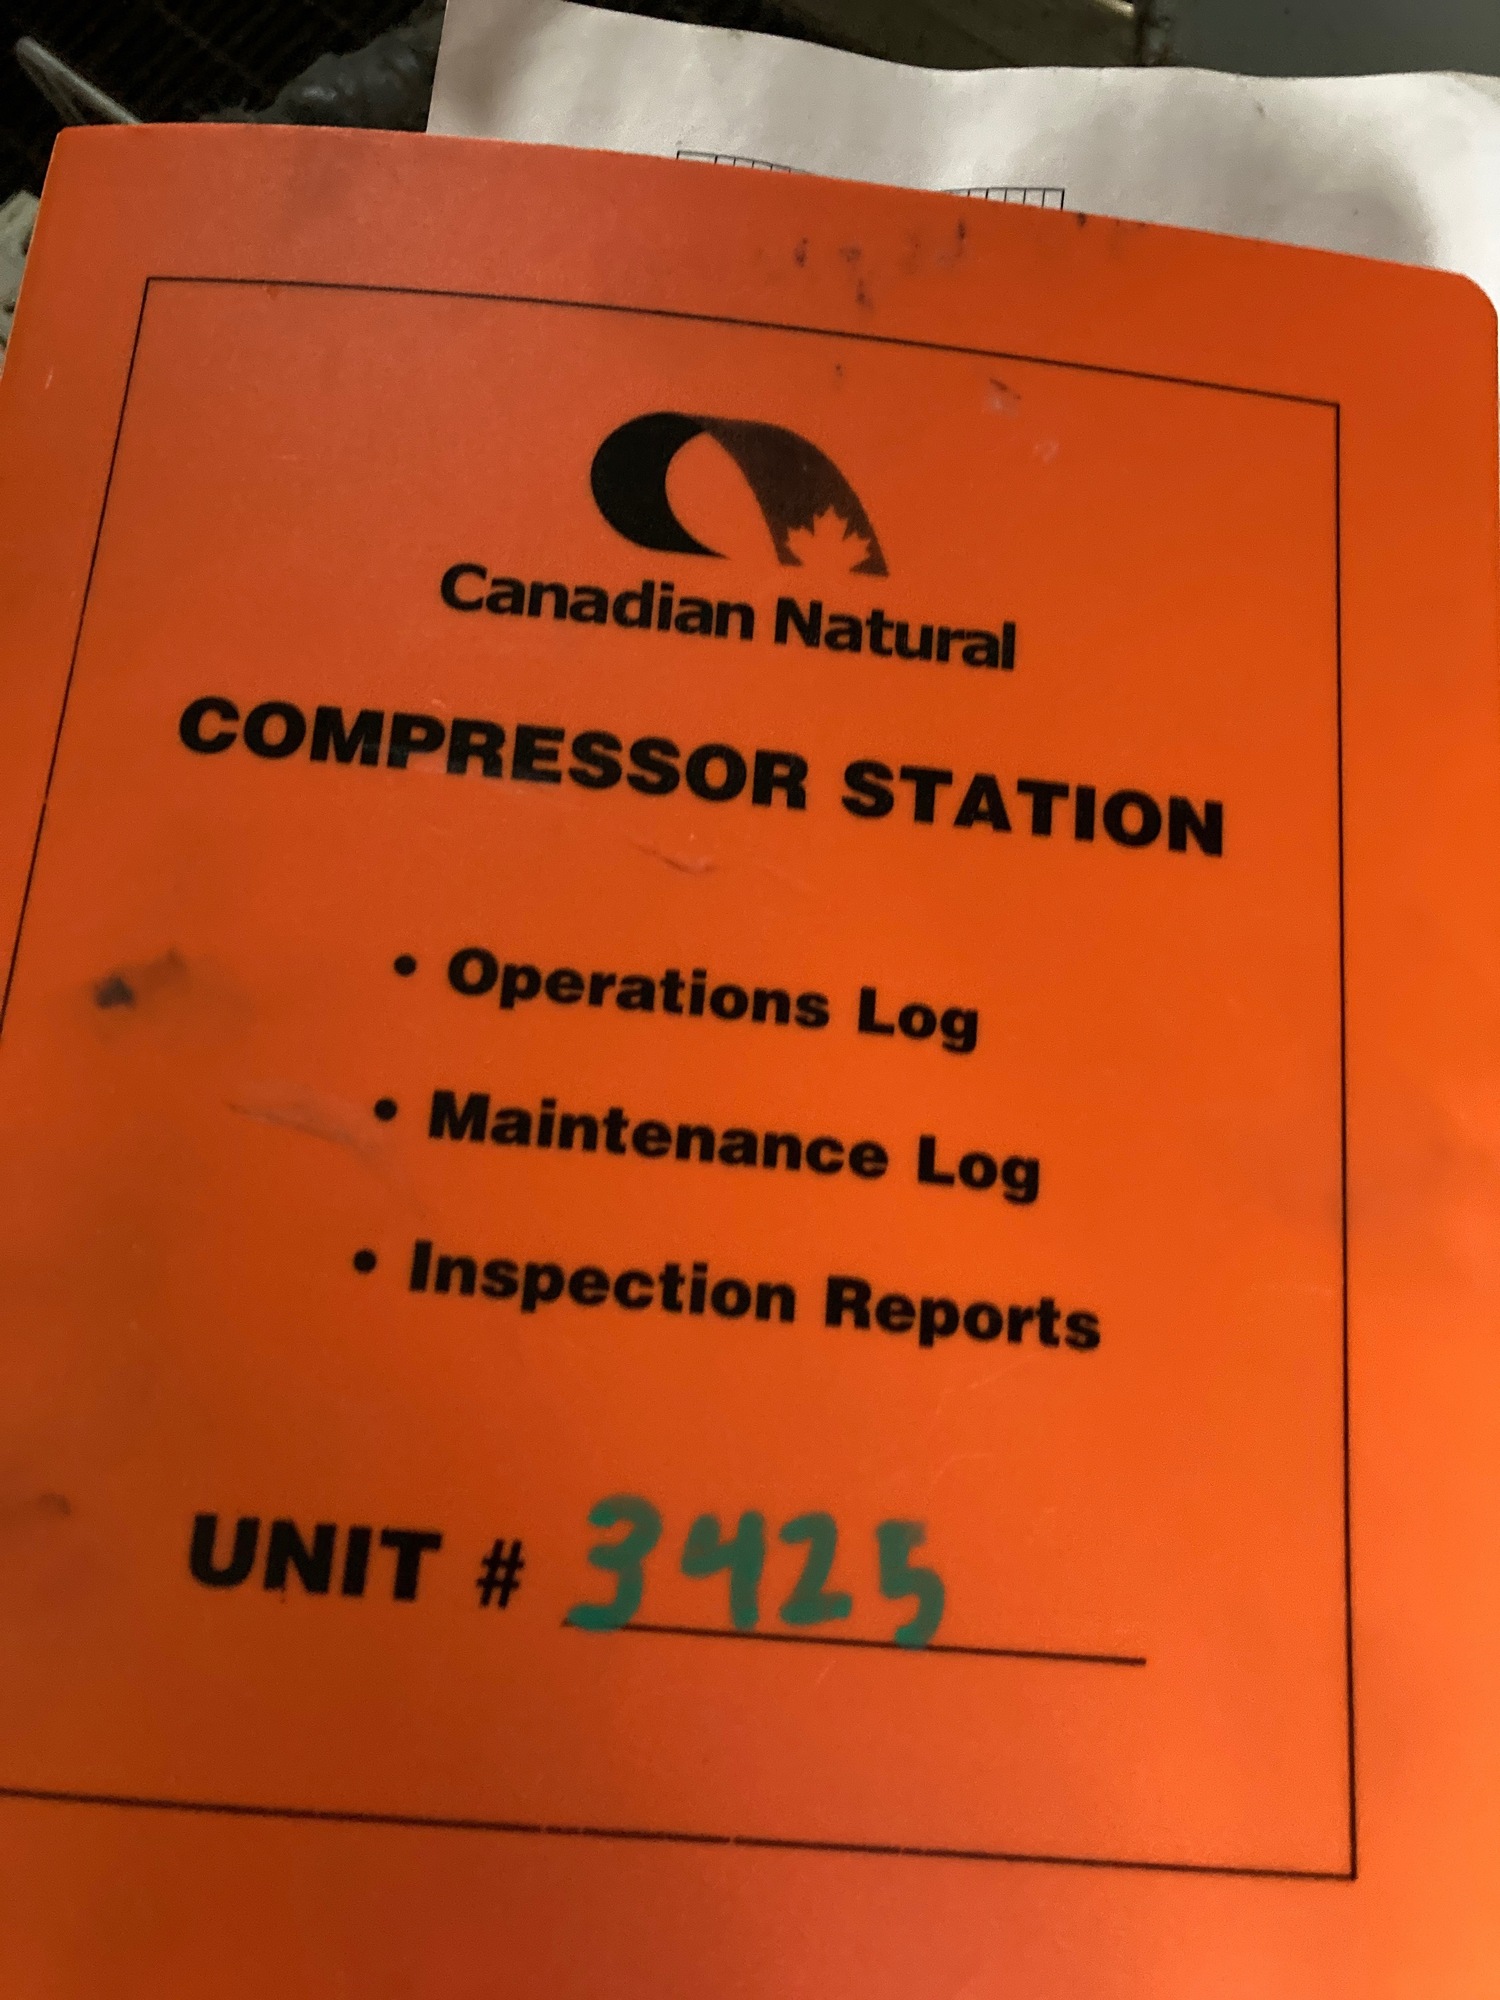 Canadian Natural
COMPRESSOR STATION
• Operations Log
• Maintenance Log
• Inspection Reports
UNIT # 3425